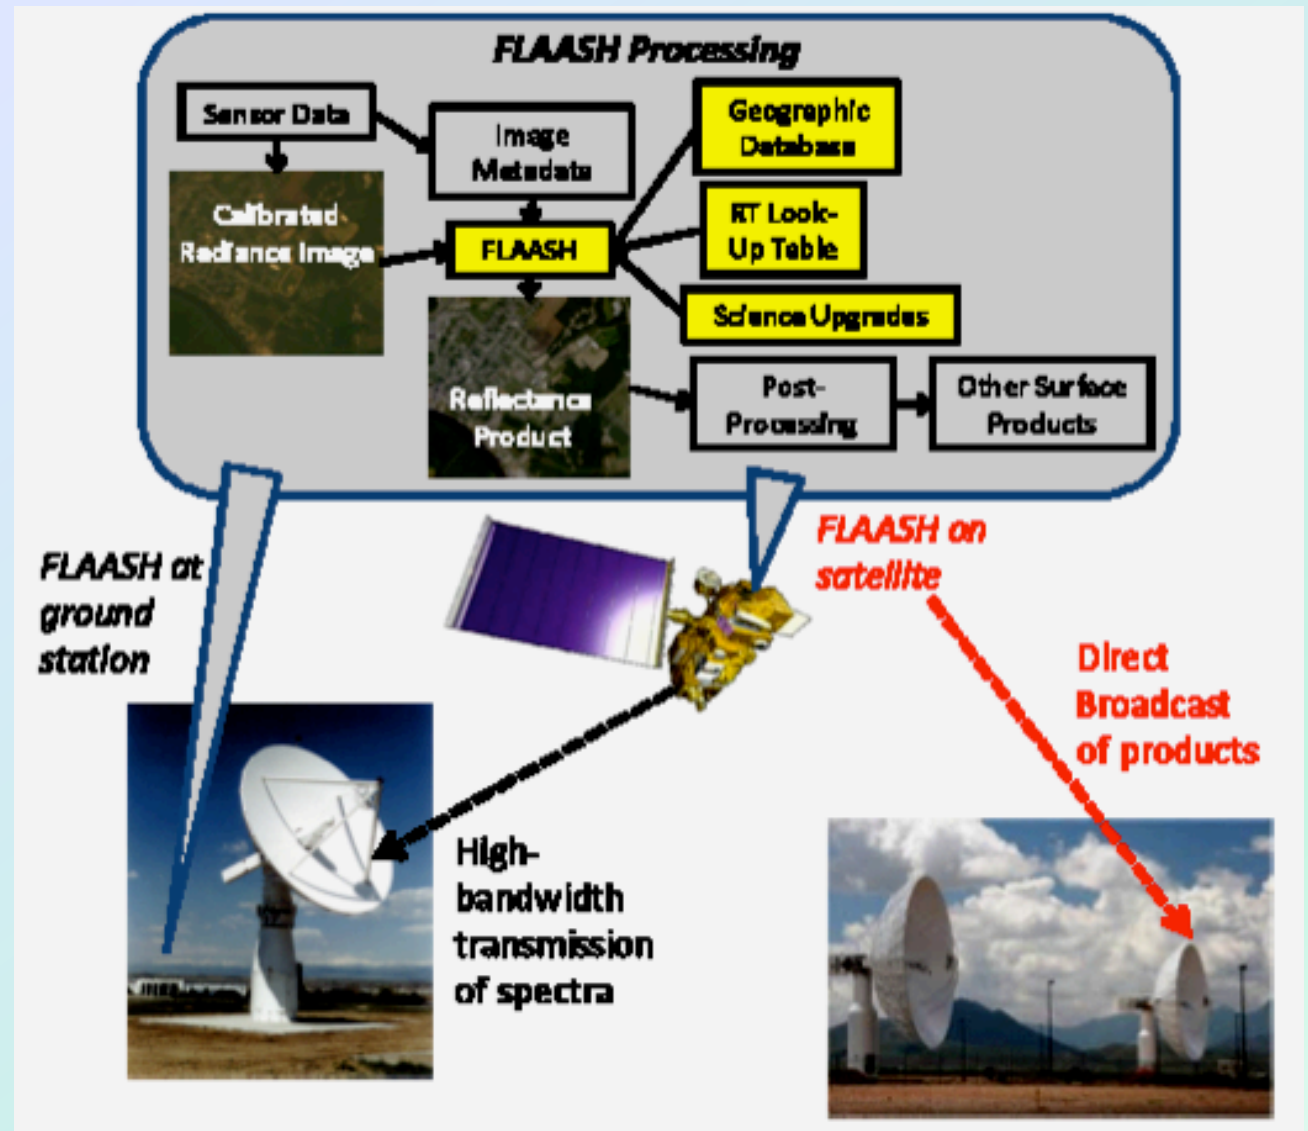 FLAASH Processing
Sensor Data
Image
Metadata
Geographic
Database
Calibrated
Radiance Image
FLAASH
RT Look-
Up Table
Science Upgrades
Reflectance
Product
Post-
Processing
Other Surface
Products
FLAASH at
ground
station
FLAASH on
satellite
Direct
Broadcast
of products
High-
bandwidth
transmission
of spectra